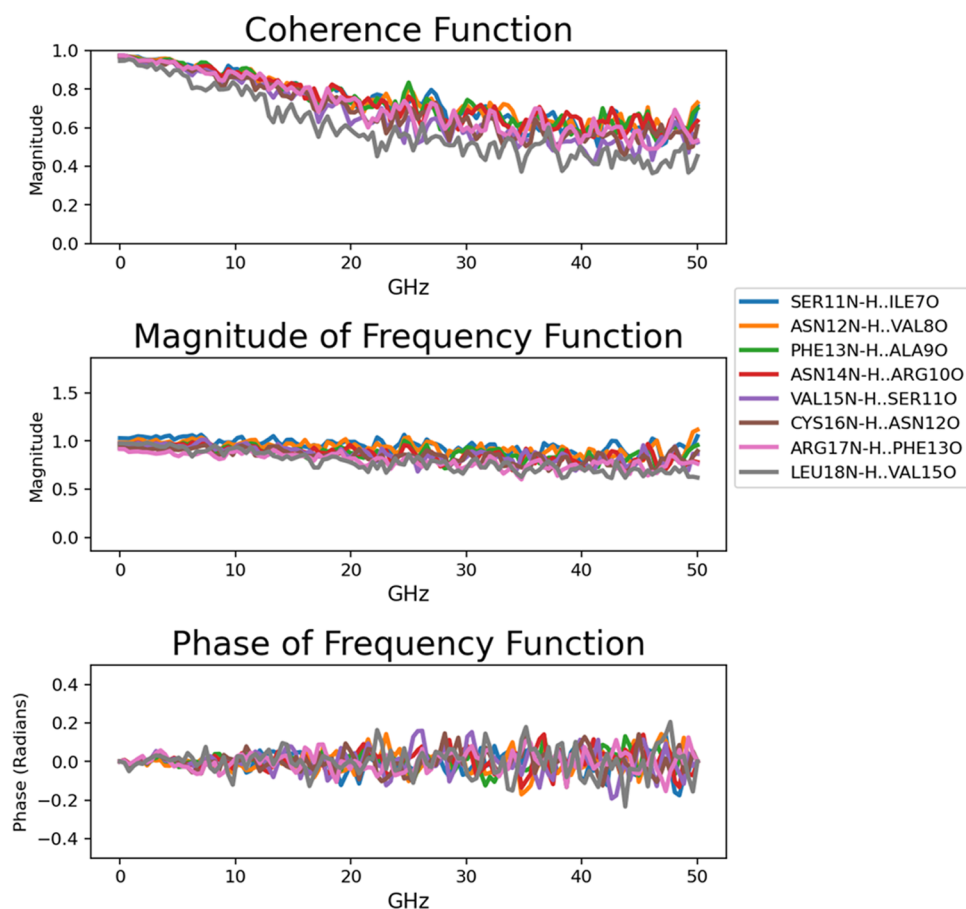 Coherence Function
1.0
0.8
0.6
0.4
0.2
0.0
Magnitude
0 10 20 30 40 50
GHz
Magnitude of Frequency Function
1.5
1.0
0.5
0.0
Magnitude
0 10 20 30 40 50
GHz
SER11N-H..ILE7O
ASN12N-H..VAL8O
PHE13N-H..ALA9O
ASN14N-H..ARG10O
VAL15N-H..SER11O
CYS16N-H..ASN12O
ARG17N-H..PHE13O
LEU18N-H..VAL15O
Phase of Frequency Function
0.4
0.2
0.0
−0.2
−0.4
Phase (Radians)
0 10 20 30 40 50
GHz